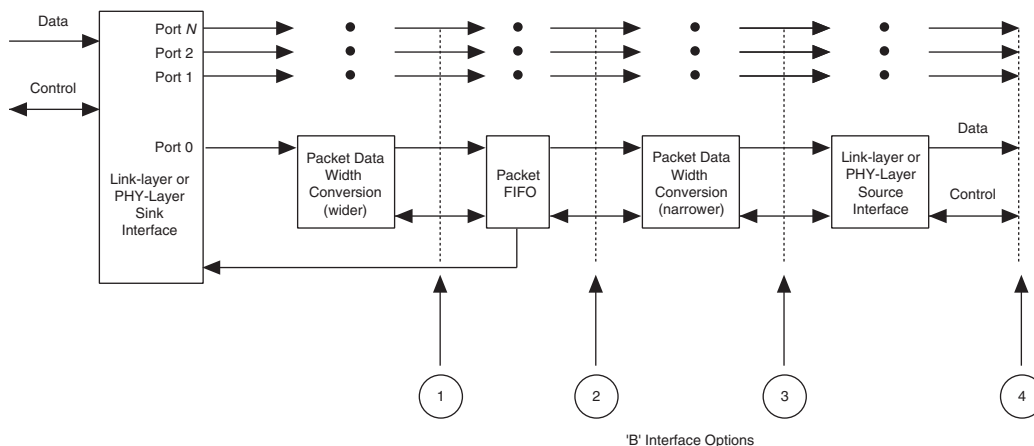 Data
Control
Port N
Port 2
Port 1
Port 0
Link-layer or
PHY-Layer
Sink
Interface
Packet Data
Width
Conversion
(wider)
Packet
FIFO
Packet Data
Width
Conversion
(narrower)
Link-layer or
PHY-Layer
Source
Interface
Data
Control
1
2
3
4
'B' Interface Options